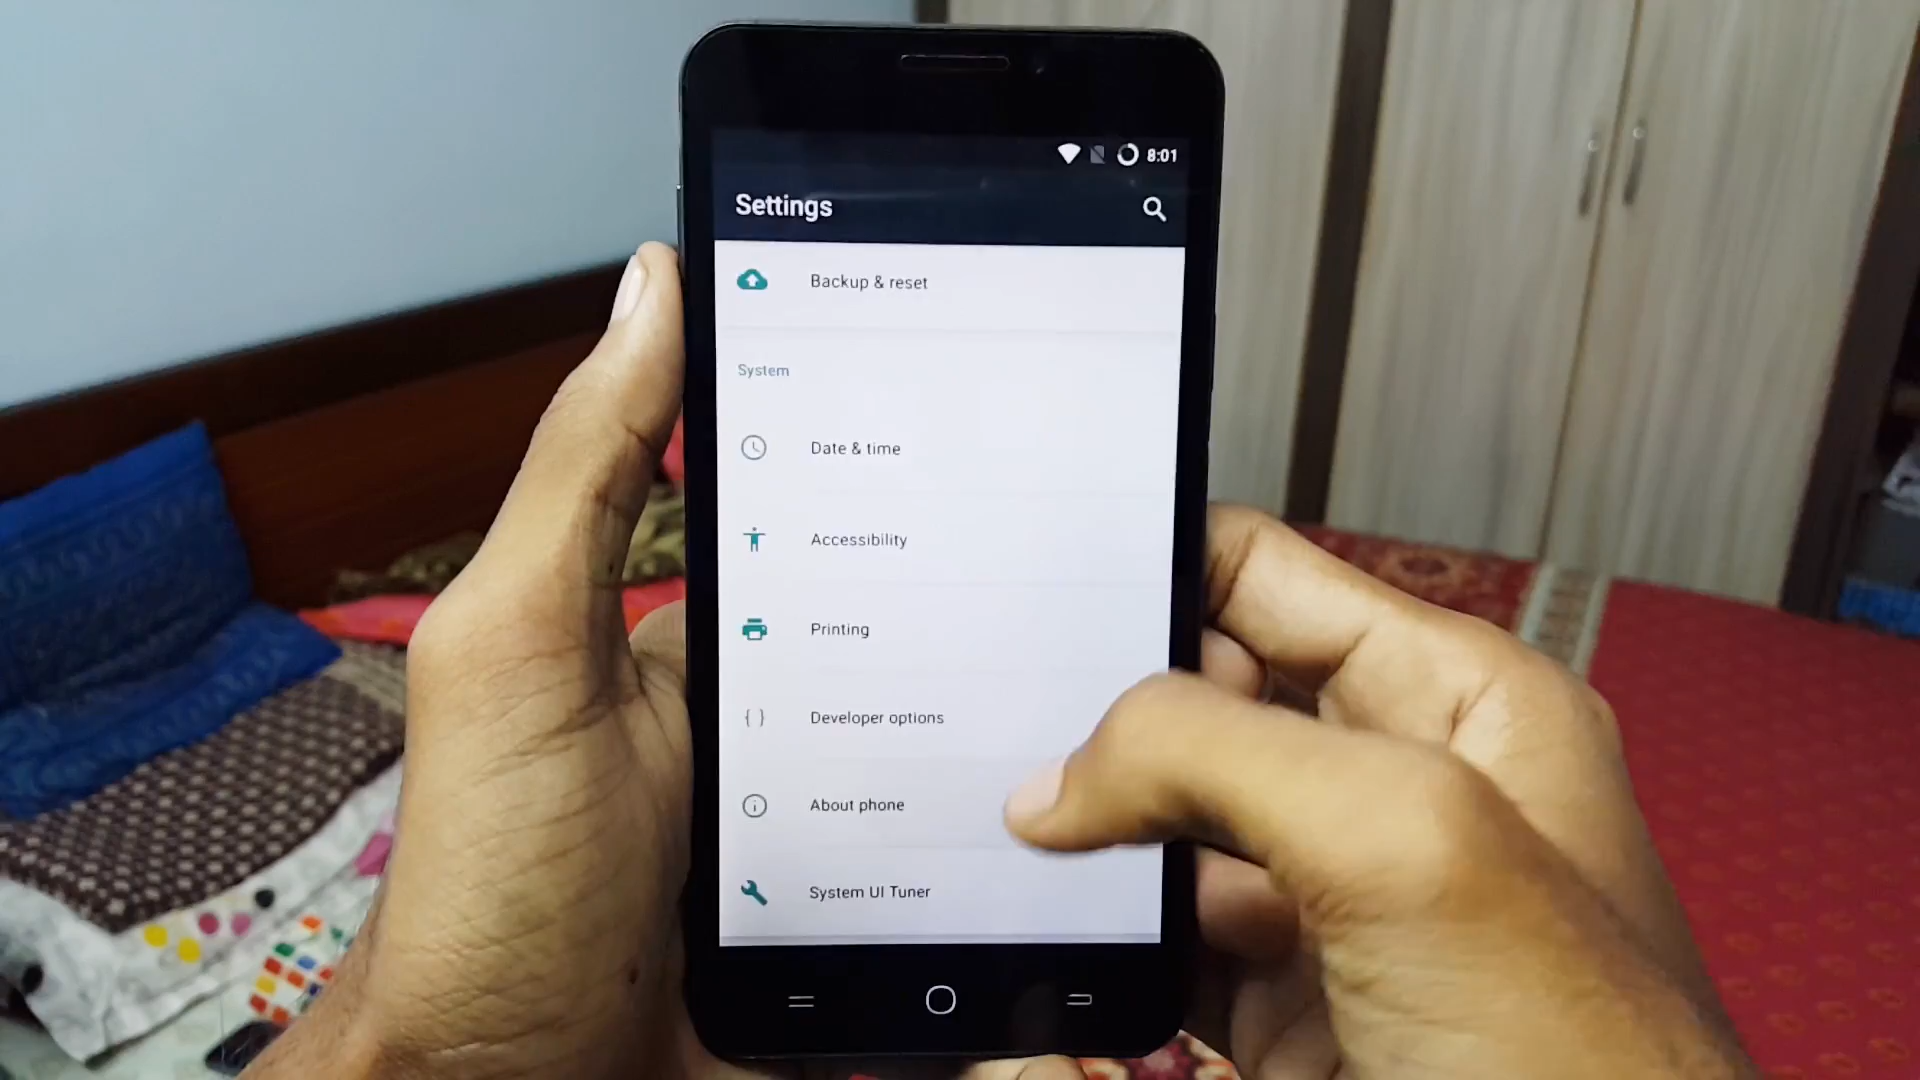 8:01
Settings
Backup & reset
System
Date & time
Accessibility
Printing
{ } Developer options
About phone
System UI Tuner